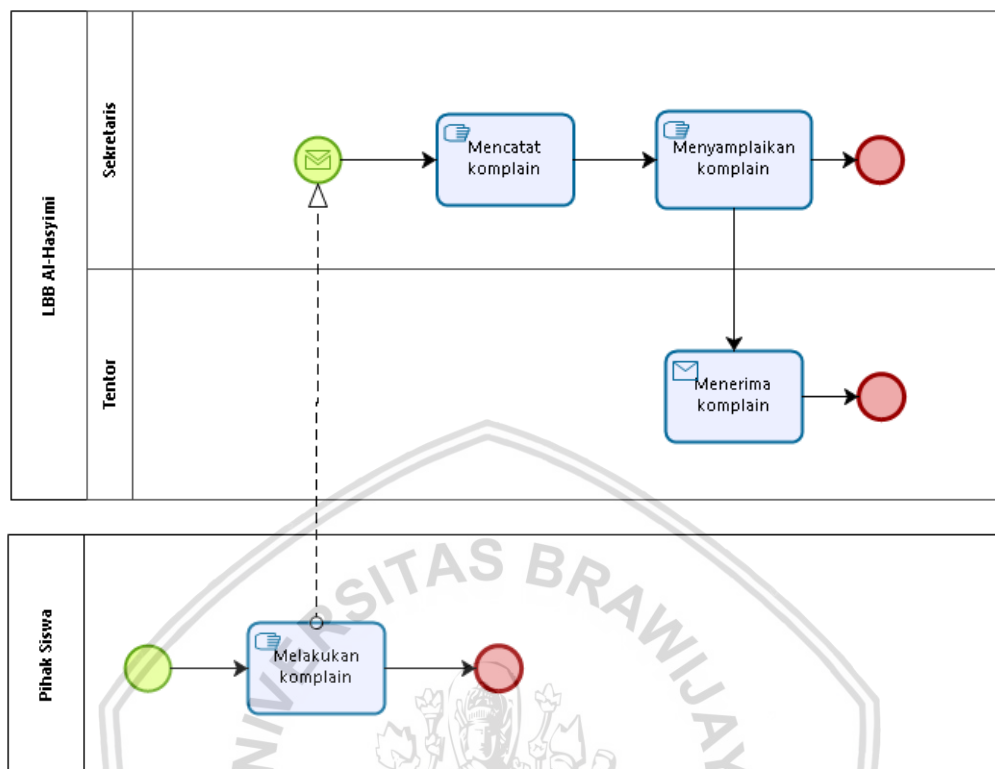 LBB Al-Hasyimi
Sekretaris
Mencatat
komplain
Menyamplaikan
komplain
Tentor
Menerima
komplain
Pihak Siswa
Melakukan
komplain
UNIVERSITAS BRAWIJAYA